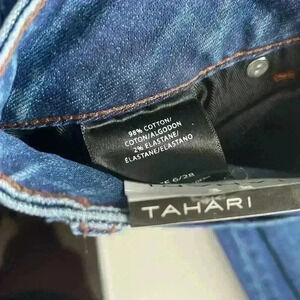 98% COTTON/
COTON/ALGODON
2% ELASTANE/
ÉLASTANE/ELASTANO
6/28
TAHARI